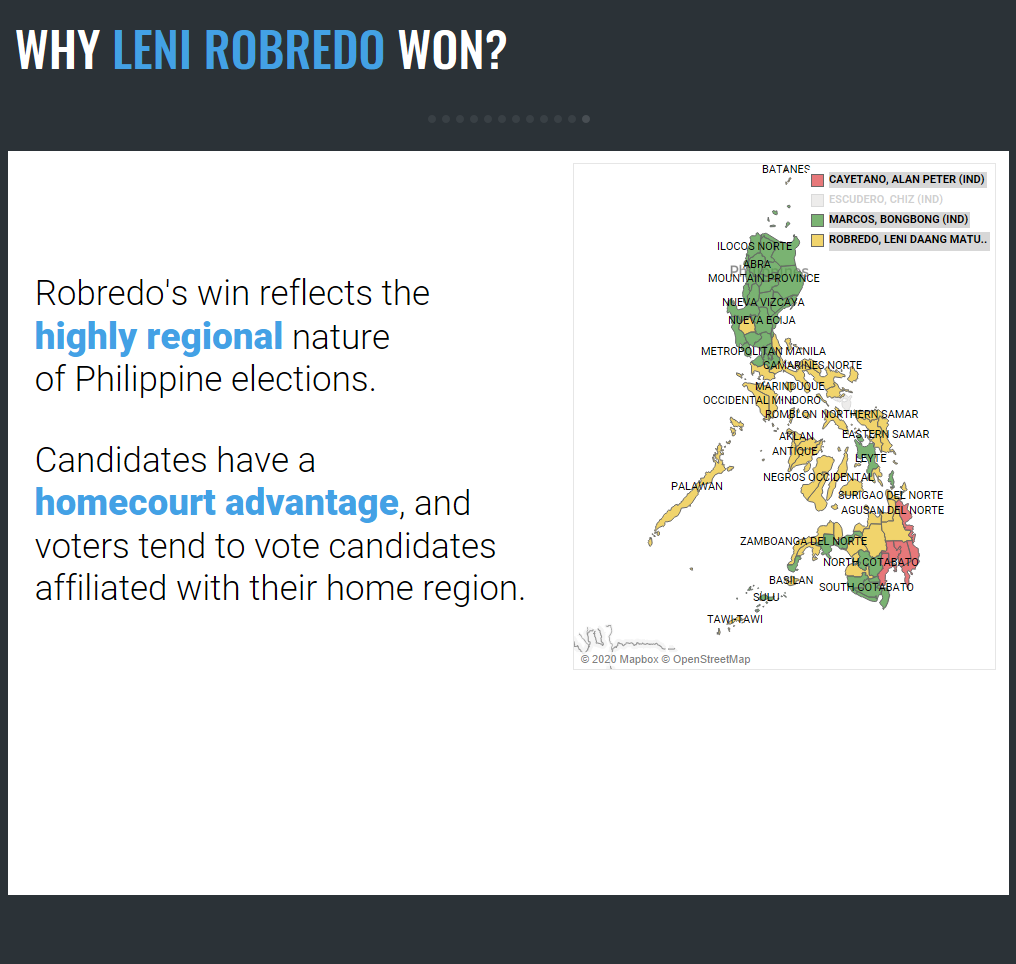 WHY LENI ROBREDO WON?
Robredo's win reflects the
highly regional nature
of Philippine elections.
Candidates have a
homecourt advantage, and
voters tend to vote candidates
affiliated with their home region.
BATANES
CAYETANO, ALAN PETER (IND)
ESCUDERO, CHIZ (IND)
MARCOS, BONGBONG (IND)
ROBREDO, LENI DAANG MATU..
ILOCOS NORTE
ABRA
Philippines
MOUNTAIN PROVINCE
NUEVA VIZCAYA
NUEVA ECIJA
METROPOLITAN MANILA
CAMARINES NORTE
MARINDUQUE
OCCIDENTAL MINDORO
ROMBLON
NORTHERN SAMAR
AKLAN
EASTERN SAMAR
ANTIQUE
LEYTE
NEGROS OCCIDENTAL
PALAWAN
SURIGAO DEL NORTE
AGUSAN DEL NORTE
ZAMBOANGA DEL NORTE
NORTH COTABATO
BASILAN
SOUTH COTABATO
SULU
TAWI-TAWI
© 2020 Mapbox © OpenStreetMap